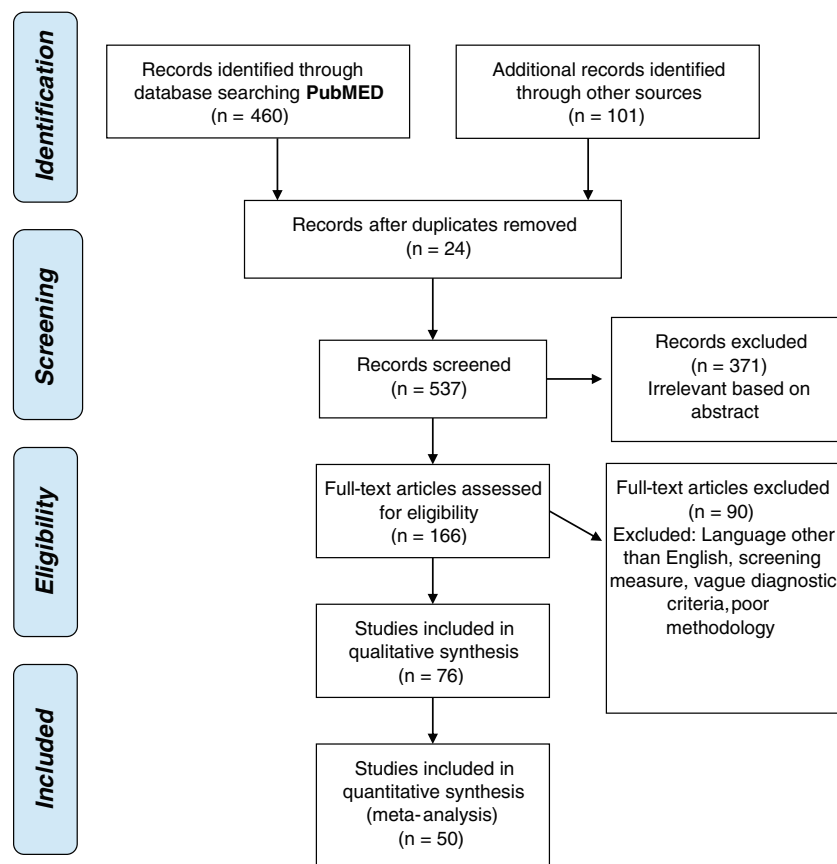 Identification
Records identified through
database searching PubMED
(n = 460)
Additional records identified
through other sources
(n = 101)
Records after duplicates removed
(n = 24)
Screening
Records screened
(n = 537)
Records excluded
(n = 371)
Irrelevant based on
abstract
Eligibility
Full-text articles assessed
for eligibility
(n = 166)
Full-text articles excluded
(n = 90)
Excluded: Language other
than English, screening
measure, vague diagnostic
criteria,poor
methodology
Studies included in
qualitative synthesis
(n = 76)
Included
Studies included in
quantitative synthesis
(meta-analysis)
(n = 50)